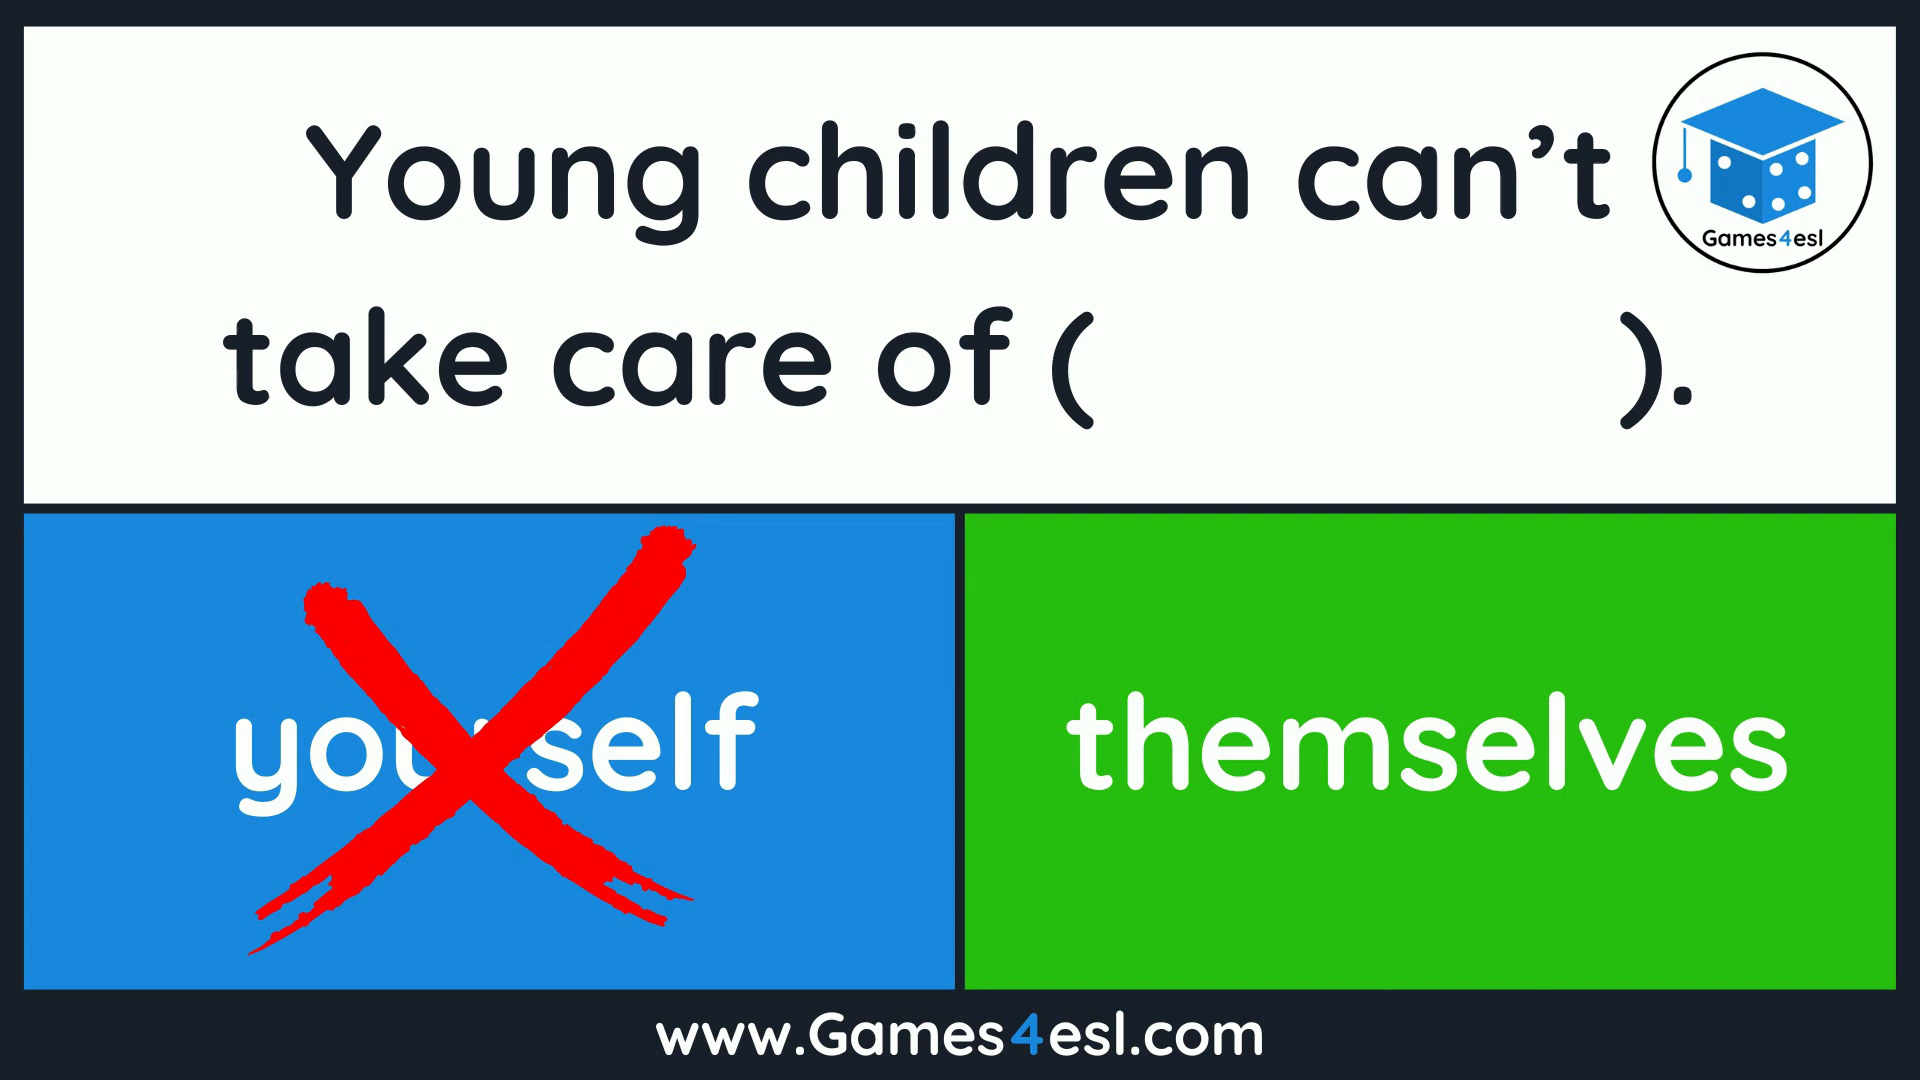 Young children can’t
take care of (          ).
Games4esl
yourself
themselves
www.Games4esl.com